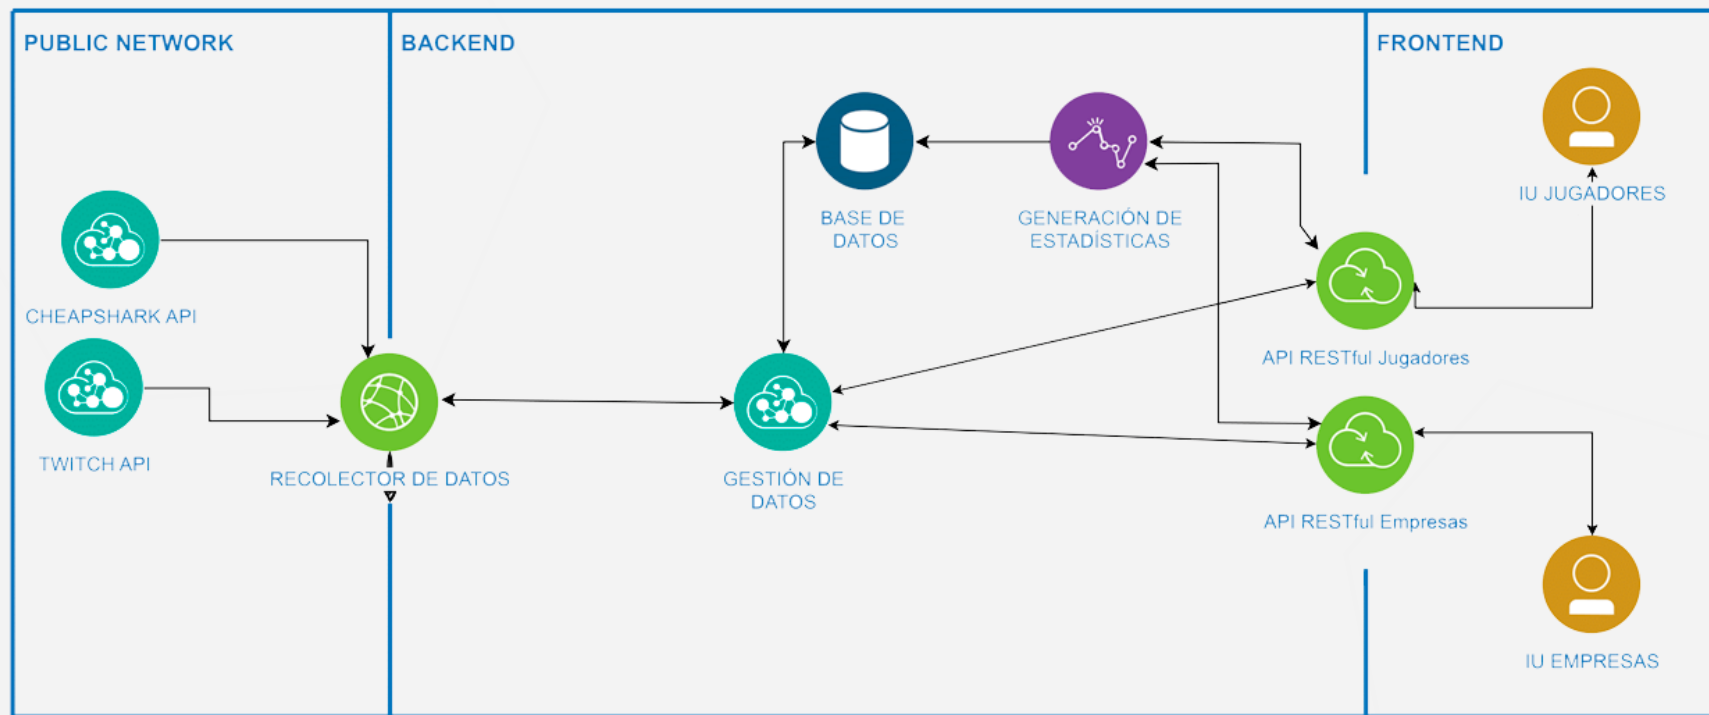 PUBLIC NETWORK
BACKEND
FRONTEND
IU JUGADORES
BASE DE
DATOS
GENERACIÓN DE
ESTADÍSTICAS
CHEAPSHARK API
API RESTful Jugadores
TWITCH API
RECOLECTOR DE DATOS
GESTIÓN DE
DATOS
API RESTful Empresas
IU EMPRESAS